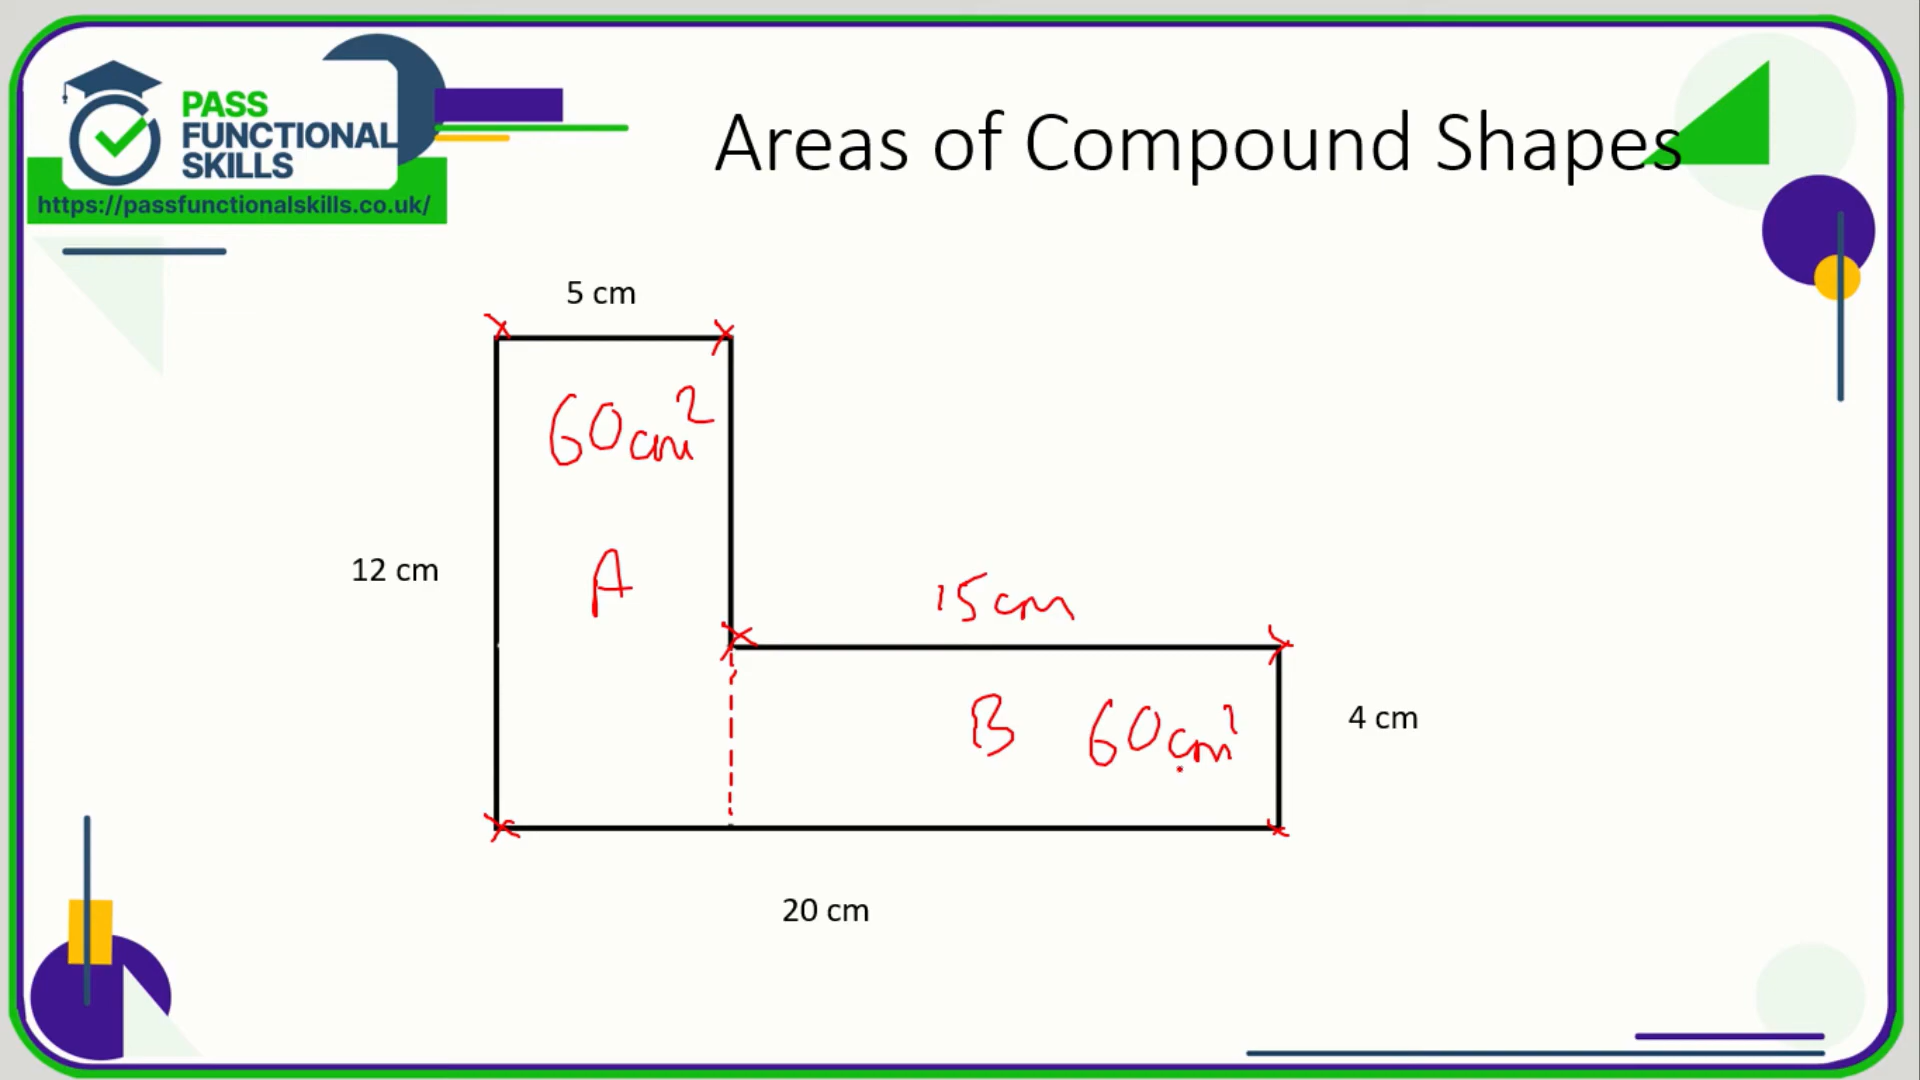 PASS
FUNCTIONAL
SKILLS
https://passfunctionalskills.co.uk/
Areas of Compound Shapes
5 cm
60cm²
12 cm
A
15cm
B 60cm²
4 cm
20 cm